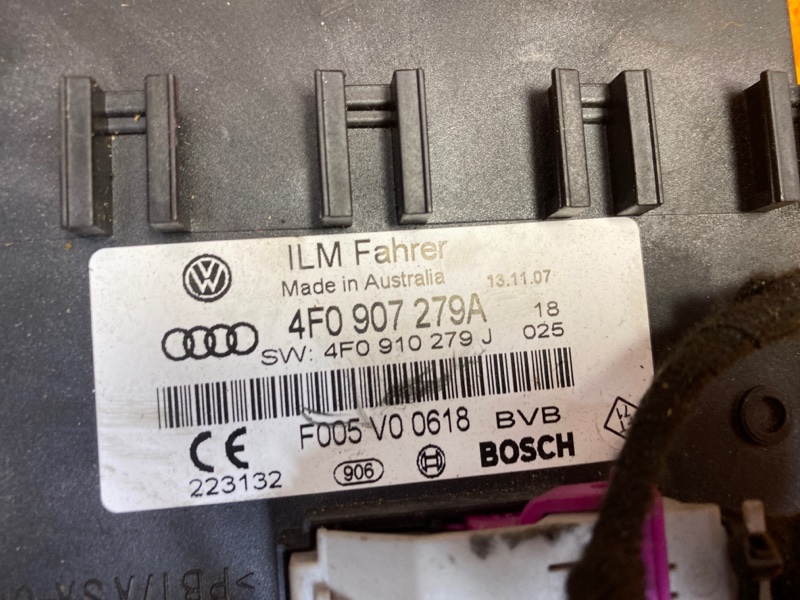 ILM Fahrer
Made in Australia 13.11.07
4F0 907 279A 18
SW: 4F0 910 279 J 025
F005 V0 0618 BVB
CE 906 BOSCH
223132